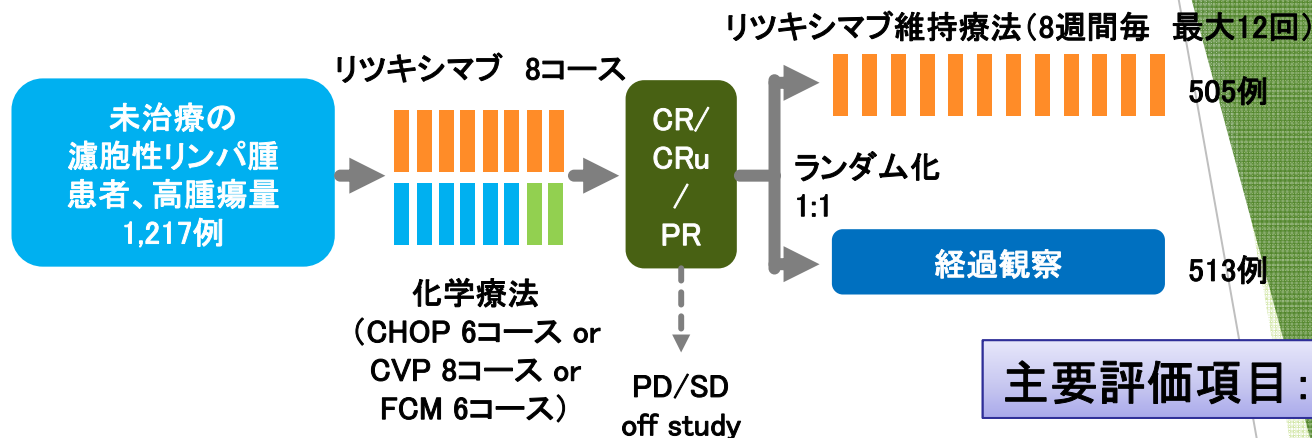 未治療の
濾胞性リンパ腫
患者、高腫瘍量
1,217例
リツキシマブ 8コース
化学療法
(CHOP 6コース or
CVP 8コース or
FCM 6コース)
CR/
CRu
/
PR
PD/SD
off study
ランダム化
1:1
リツキシマブ維持療法(8週間毎 最大12回)
505例
経過観察
513例
主要評価項目: